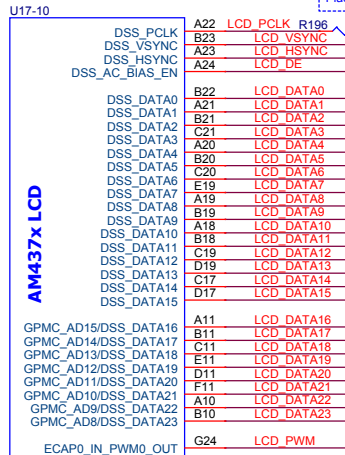 U17-10
DSS_PCLK A22 LCD_PCLK R196
DSS_VSYNC B23 LCD_VSYNC
DSS_HSYNC A23 LCD_HSYNC
DSS_AC_BIAS_EN A24 LCD_DE
DSS_DATA0 B22 LCD_DATA0
DSS_DATA1 A21 LCD_DATA1
DSS_DATA2 B21 LCD_DATA2
DSS_DATA3 C21 LCD_DATA3
DSS_DATA4 A20 LCD_DATA4
DSS_DATA5 B20 LCD_DATA5
DSS_DATA6 C20 LCD_DATA6
DSS_DATA7 E19 LCD_DATA7
DSS_DATA8 A19 LCD_DATA8
DSS_DATA9 B19 LCD_DATA9
DSS_DATA10 A18 LCD_DATA10
DSS_DATA11 B18 LCD_DATA11
DSS_DATA12 C19 LCD_DATA12
DSS_DATA13 D19 LCD_DATA13
DSS_DATA14 C17 LCD_DATA14
DSS_DATA15 D17 LCD_DATA15
AM437x LCD
GPMC_AD15/DSS_DATA16 A11 LCD_DATA16
GPMC_AD14/DSS_DATA17 B11 LCD_DATA17
GPMC_AD13/DSS_DATA18 C11 LCD_DATA18
GPMC_AD12/DSS_DATA19 E11 LCD_DATA19
GPMC_AD11/DSS_DATA20 D11 LCD_DATA20
GPMC_AD10/DSS_DATA21 F11 LCD_DATA21
GPMC_AD9/DSS_DATA22 A10 LCD_DATA22
GPMC_AD8/DSS_DATA23 B10 LCD_DATA23
ECAP0_IN_PWM0_OUT G24 LCD_PWM